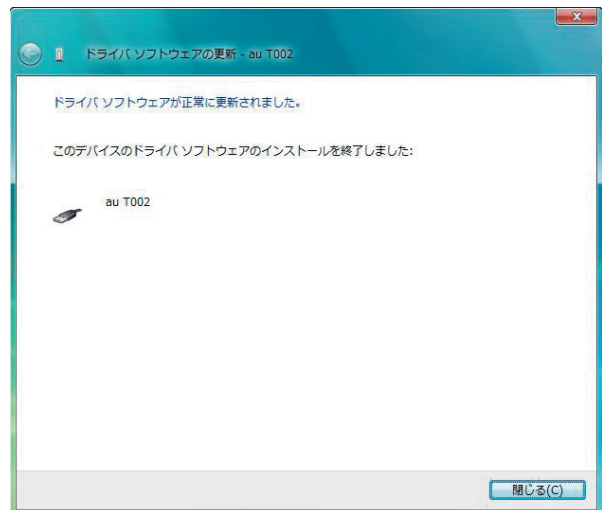 ドライバ ソフトウェアの更新 - au T002
ドライバ ソフトウェアが正常に更新されました。
このデバイスのドライバ ソフトウェアのインストールを終了しました:
au T002
閉じる(C)